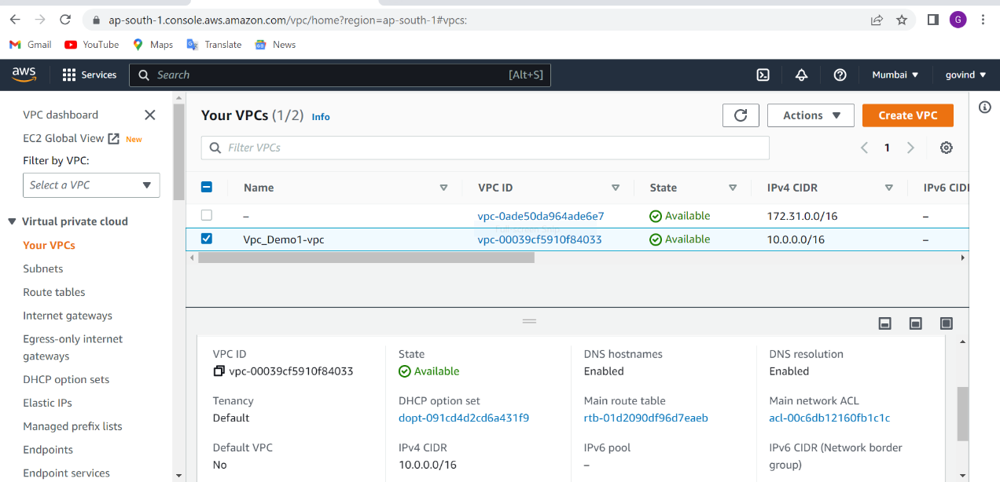 ap-south-1.console.aws.amazon.com/vpc/home?region=ap-south-1#vpcs:
G
Gmail YouTube Maps Translate News
aws Services Search [Alt+S] Mumbai govind
VPC dashboard
EC2 Global View New
Filter by VPC:
Select a VPC
Virtual private cloud
Your VPCs
Subnets
Route tables
Internet gateways
Egress-only internet
gateways
DHCP option sets
Elastic IPs
Managed prefix lists
Endpoints
Endpoint services
Your VPCs (1/2) Info
Actions Create VPC
Filter VPCs
1
Name VPC ID State IPv4 CIDR IPv6 CIDI
– vpc-0ade50da964ade6e7 Available 172.31.0.0/16 –
Vpc_Demo1-vpc vpc-00039cf5910f84033 Available 10.0.0.0/16 –
VPC ID State DNS hostnames DNS resolution
vpc-00039cf5910f84033 Available Enabled Enabled
Tenancy DHCP option set Main route table Main network ACL
Default dopt-091cd4d2cd6a431f9 rtb-01d2090df96d7eaeb acl-00c6db12160fb1c1c
Default VPC IPv4 CIDR IPv6 pool IPv6 CIDR (Network border
No 10.0.0.0/16 – group)